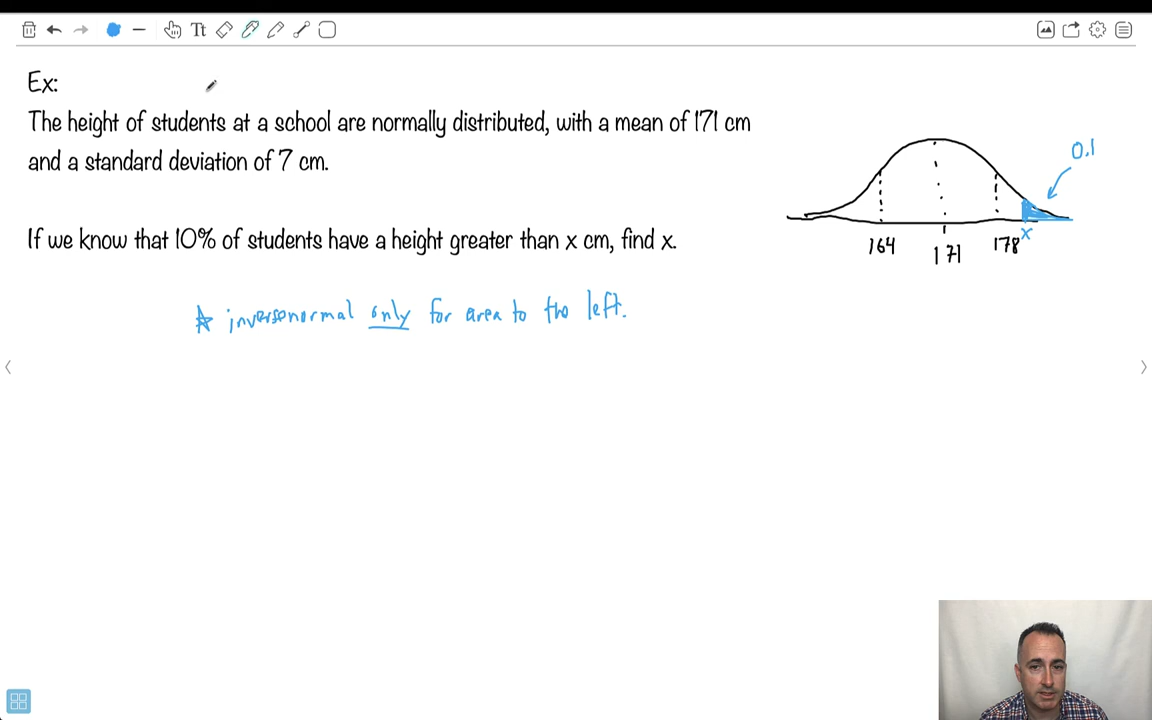 Tt
Ex:
The height of students at a school are normally distributed, with a mean of 171 cm
and a standard deviation of 7 cm.
0.1
If we know that 10% of students have a height greater than x cm, find x.
164
171
178
x
☆ inversenormal only for area to the left.